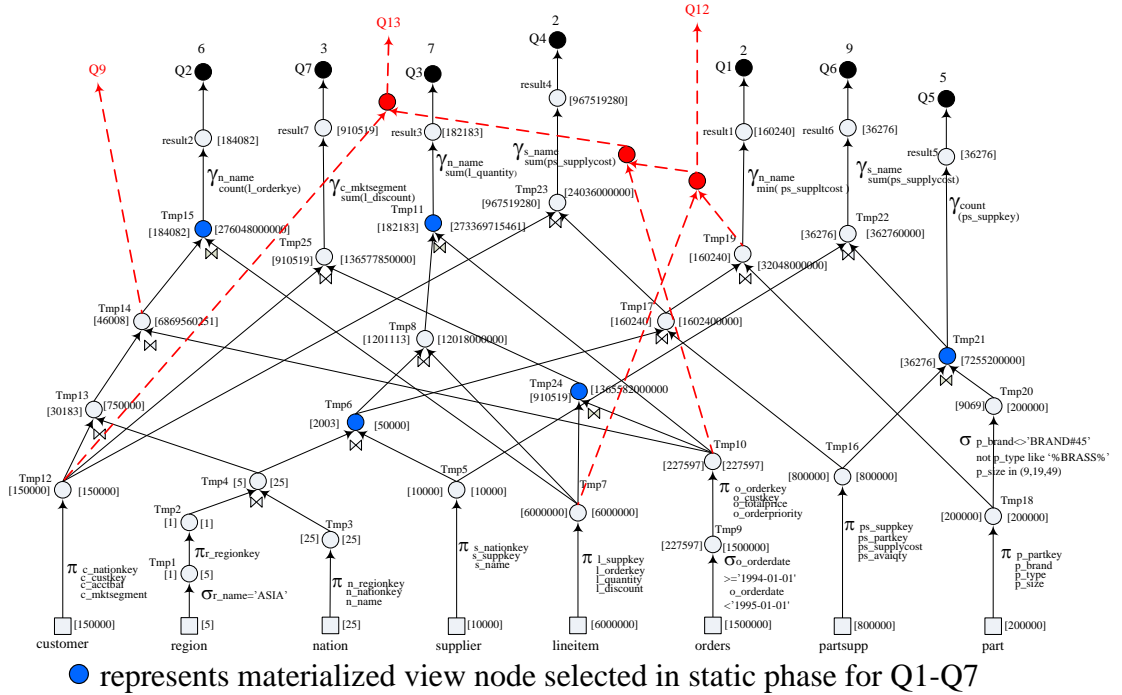 Q13
Q12
6
3
7
2
2
9
5
Q9
Q2
Q7
Q3
Q4
Q1
Q6
Q5
result4
[967519280]
result2
[184082]
result7
[910519]
result3
[182183]
result1
[160240]
result6
[36276]
result5
[36276]
γ n_name
count(l_orderkye)
γ c_mktsegment
sum(l_discount)
γ n_name
sum(l_quantity)
γ s_name
sum(ps_supplycost)
γ n_name
min( ps_suppltcost )
γ s_name
sum(ps_supplycost)
γ count
(ps_suppkey)
Tmp15
[184082]
[276048000000]
⋈
Tmp25
[910519]
[136577850000]
⋈
Tmp11
[182183]
[273369715461]
⋈
Tmp23
[967519280]
[24036000000]
⋈
Tmp19
[160240]
[32048000000]
⋈
Tmp22
[36276]
[362760000]
⋈
Tmp14
[46008]
[6869560251]
⋈
Tmp8
[1201113]
[12018000000]
⋈
Tmp17
[160240]
[1602400000]
⋈
Tmp21
[36276]
[7255200000]
⋈
Tmp13
[30183]
[750000]
⋈
Tmp6
[2003]
[50000]
⋈
Tmp24
[910519]
[1365582000000
⋈
Tmp20
[9069]
[200000]
σ p_brand<>'BRAND#45'
not p_type like '%BRASS%'
p_size in (9,19,49)
Tmp12
[150000]
[150000]
Tmp4
[5]
[25]
⋈
Tmp5
[10000]
[10000]
Tmp7
[6000000]
[6000000]
Tmp10
[227597]
[227597]
Tmp16
[800000]
[800000]
Tmp18
[200000]
[200000]
Tmp2
[1]
[1]
Tmp3
[25]
[25]
π o_orderkey
o_custkey
o_totalprice
o_orderpriority
Tmp9
[227597]
[1500000]
π r_regionkey
Tmp1
[1]
[5]
σ r_name='ASIA'
π c_nationkey
c_custkey
c_acctbal
c_mktsegment
π n_regionkey
n_nationkey
n_name
π s_nationkey
s_suppkey
s_name
π l_suppkey
l_orderkey
l_quantity
l_discount
σ o_orderdate
>='1994-01-01'
o_orderdate
<'1995-01-01'
π ps_suppkey
ps_partkey
ps_supplycost
ps_avaiqty
π p_partkey
p_brand
p_type
p_size
[150000]
[5]
[25]
[10000]
[6000000]
[1500000]
[800000]
[200000]
customer
region
nation
supplier
lineitem
orders
partsupp
part
represents materialized view node selected in static phase for Q1-Q7